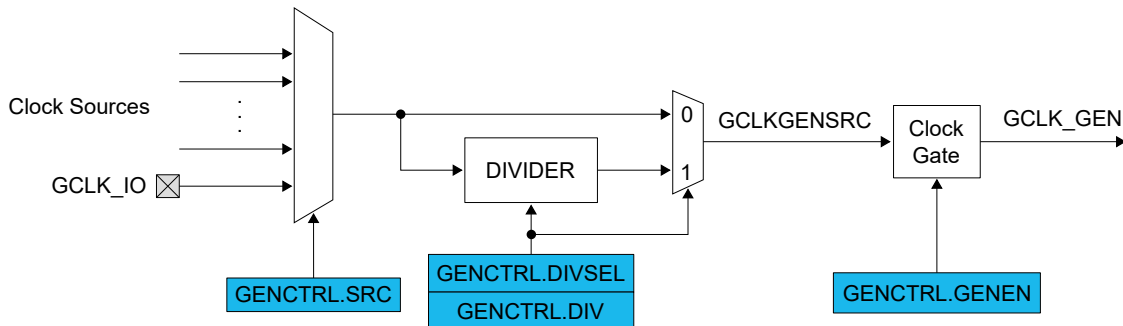 Clock Sources
GCLK_IO
GENCTRL.SRC
DIVIDER
GENCTRL.DIVSEL
GENCTRL.DIV
0
1
GCLKGENSRC
Clock
Gate
GCLK_GEN
GENCTRL.GENEN